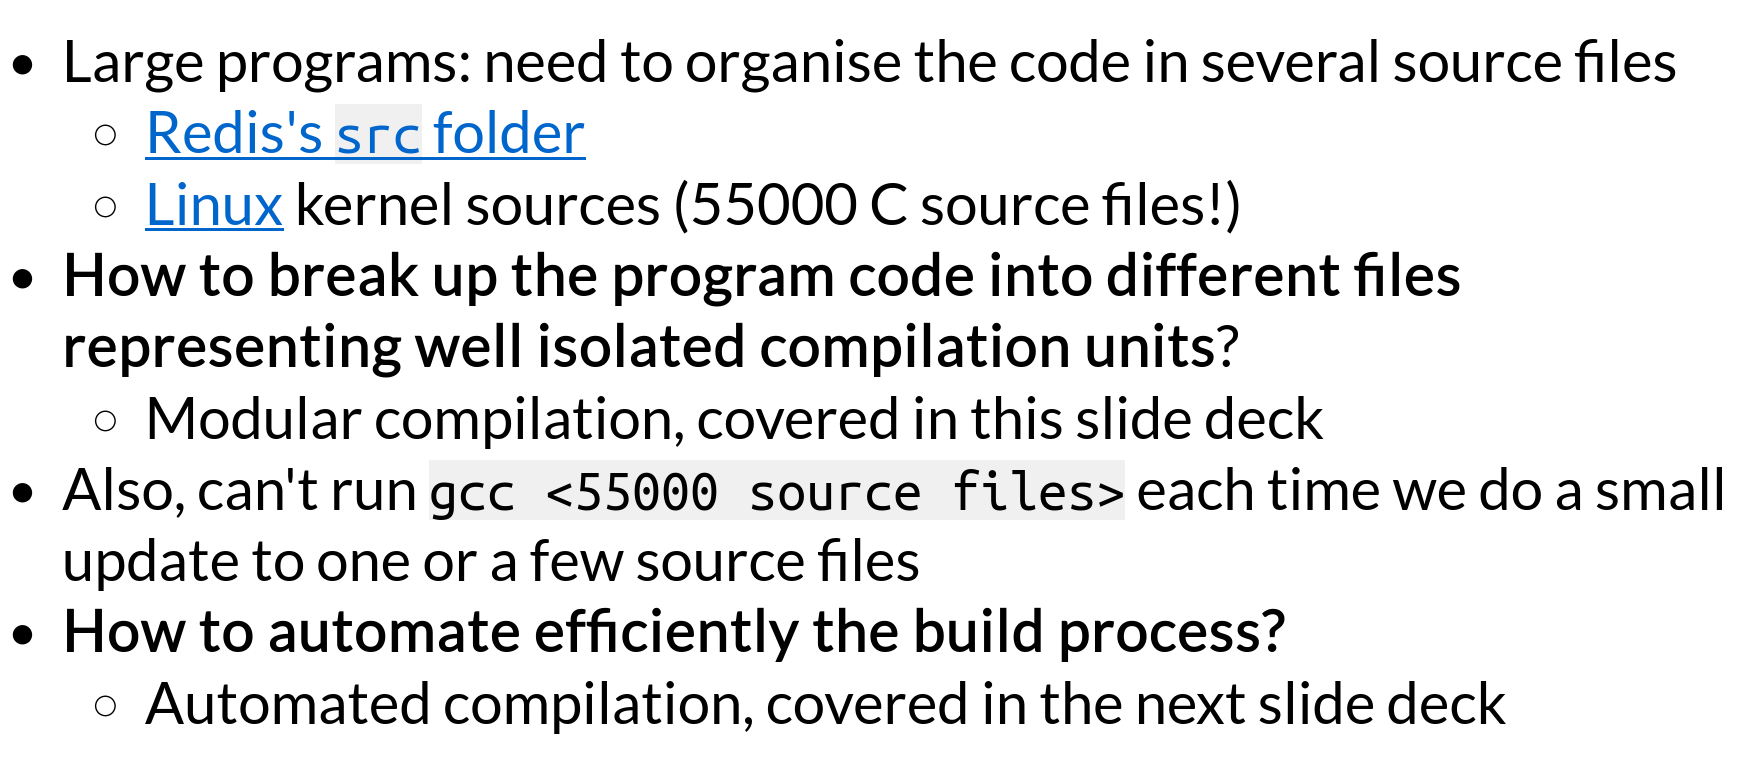 • Large programs: need to organise the code in several source files
◦ Redis's src folder
◦ Linux kernel sources (55000 C source files!)
• How to break up the program code into different files
representing well isolated compilation units?
◦ Modular compilation, covered in this slide deck
• Also, can't run gcc <55000 source files> each time we do a small
update to one or a few source files
• How to automate efficiently the build process?
◦ Automated compilation, covered in the next slide deck